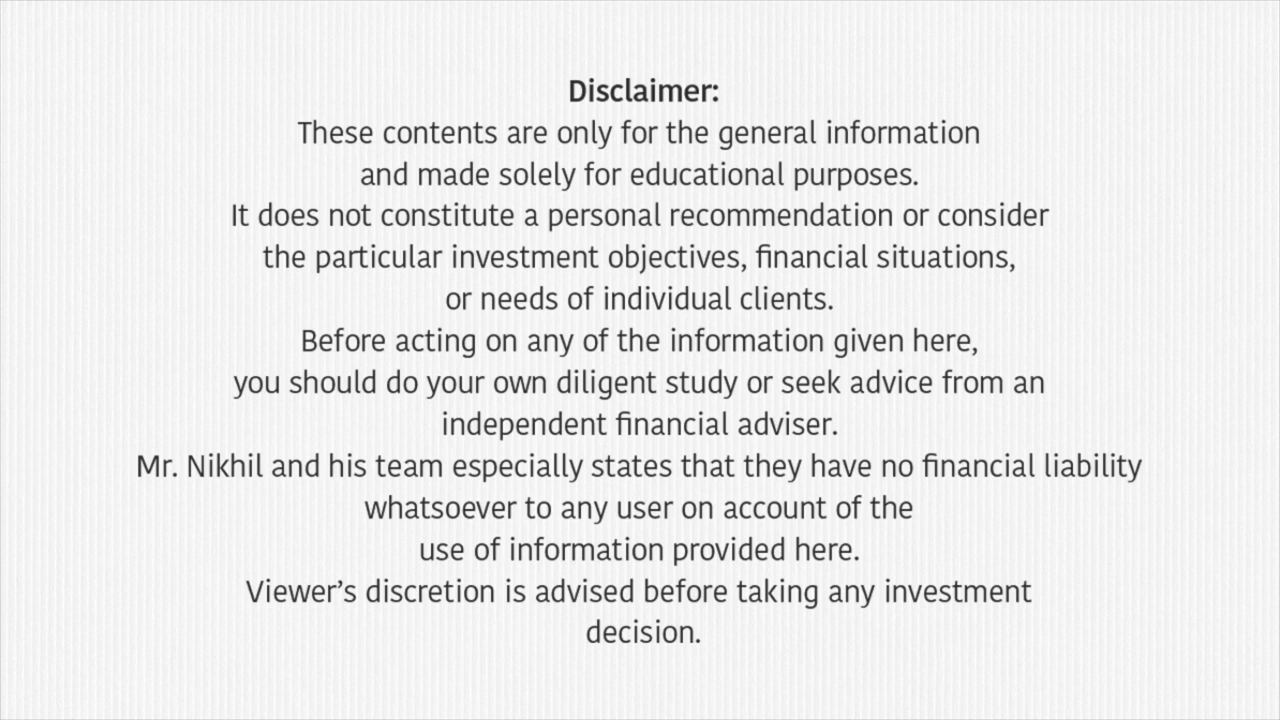 Disclaimer:
These contents are only for the general information
and made solely for educational purposes.
It does not constitute a personal recommendation or consider
the particular investment objectives, financial situations,
or needs of individual clients.
Before acting on any of the information given here,
you should do your own diligent study or seek advice from an
independent financial adviser.
Mr. Nikhil and his team especially states that they have no financial liability
whatsoever to any user on account of the
use of information provided here.
Viewer’s discretion is advised before taking any investment
decision.